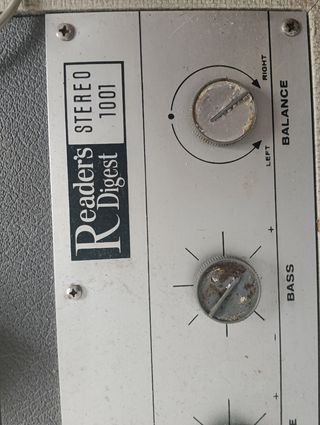 Reader's
Digest
STEREO
1001
RIGHT
LEFT
BALANCE
+
-
BASS
+
E